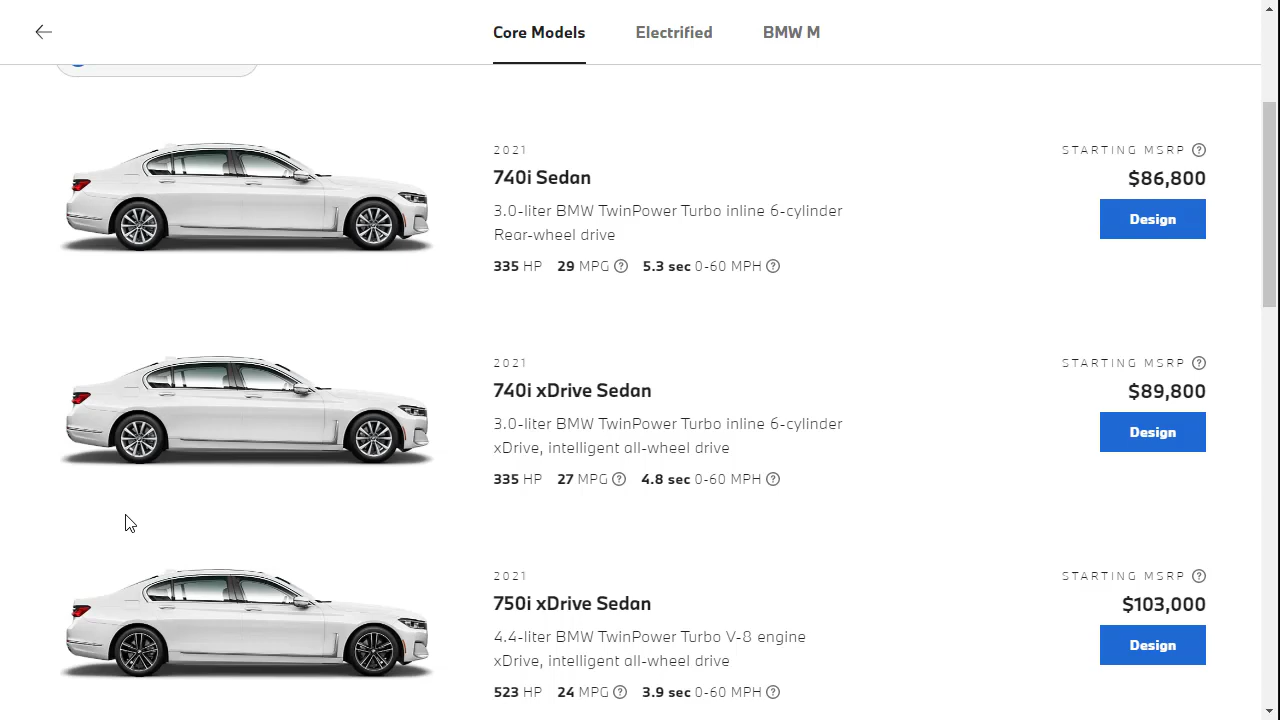 Core Models Electrified BMW M
2021 STARTING MSRP
740i Sedan $86,800
3.0-liter BMW TwinPower Turbo inline 6-cylinder
Design
Rear-wheel drive
335 HP 29 MPG 5.3 sec 0-60 MPH
2021 STARTING MSRP
740i xDrive Sedan $89,800
3.0-liter BMW TwinPower Turbo inline 6-cylinder
Design
xDrive, intelligent all-wheel drive
335 HP 27 MPG 4.8 sec 0-60 MPH
2021 STARTING MSRP
750i xDrive Sedan $103,000
4.4-liter BMW TwinPower Turbo V-8 engine
Design
xDrive, intelligent all-wheel drive
523 HP 24 MPG 3.9 sec 0-60 MPH